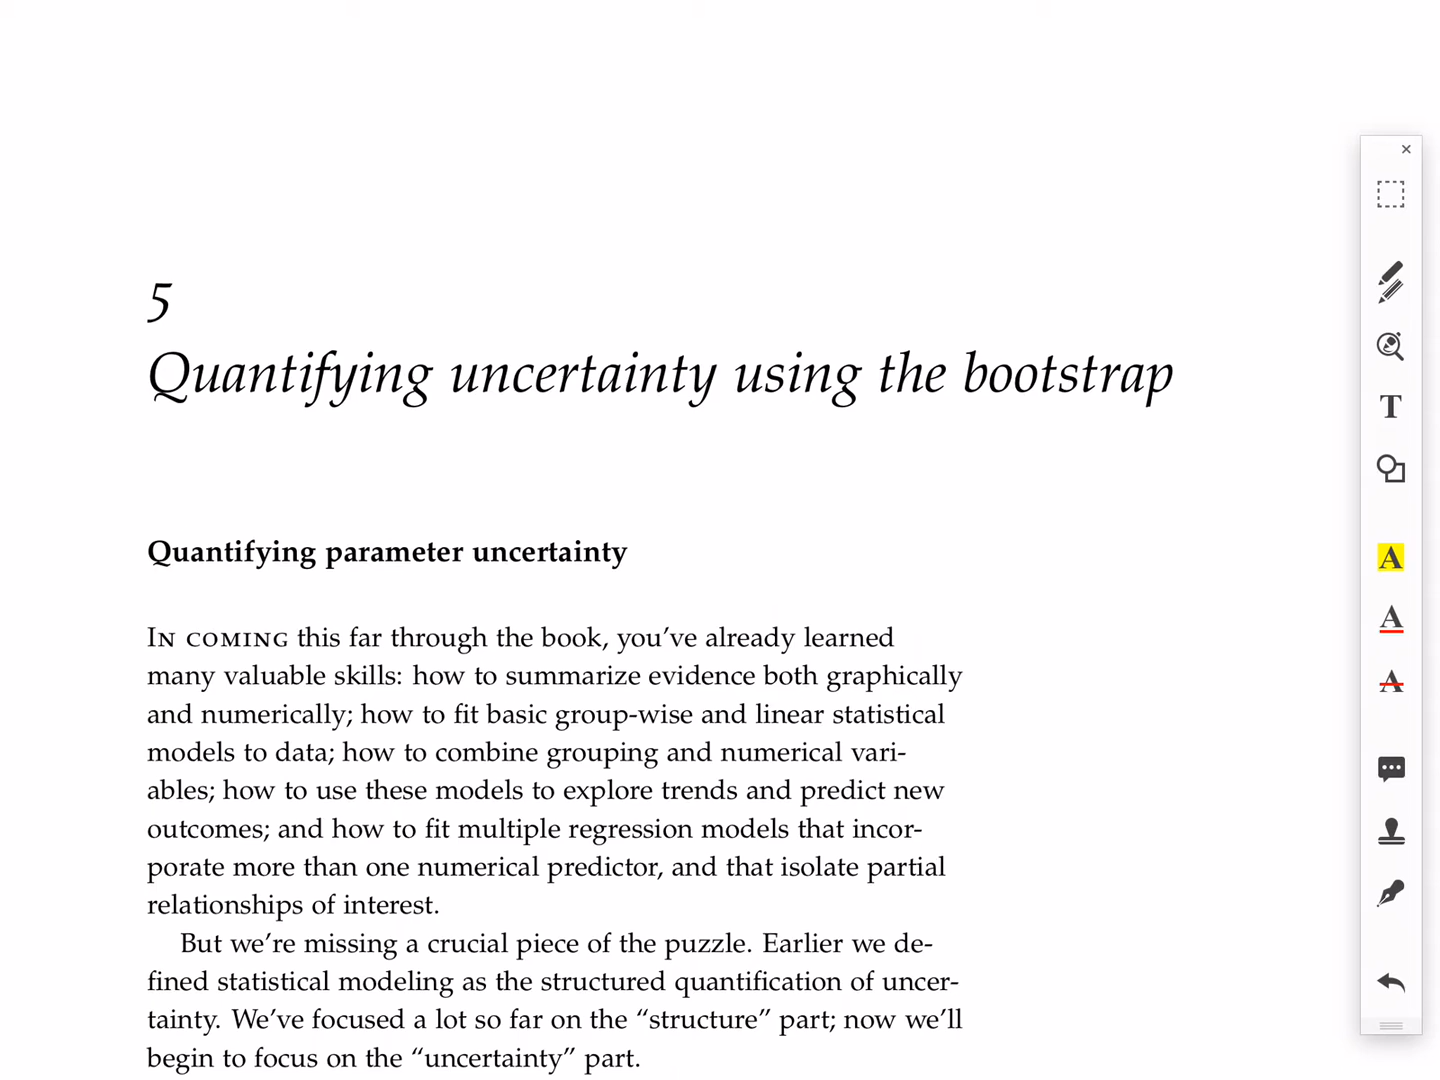 5
Quantifying uncertainty using the bootstrap
Quantifying parameter uncertainty
In coming this far through the book, you’ve already learned
many valuable skills: how to summarize evidence both graphically
and numerically; how to fit basic group-wise and linear statistical
models to data; how to combine grouping and numerical vari-
ables; how to use these models to explore trends and predict new
outcomes; and how to fit multiple regression models that incor-
porate more than one numerical predictor, and that isolate partial
relationships of interest.
But we’re missing a crucial piece of the puzzle. Earlier we de-
fined statistical modeling as the structured quantification of uncer-
tainty. We’ve focused a lot so far on the “structure” part; now we’ll
begin to focus on the “uncertainty” part.
T
A
A
A